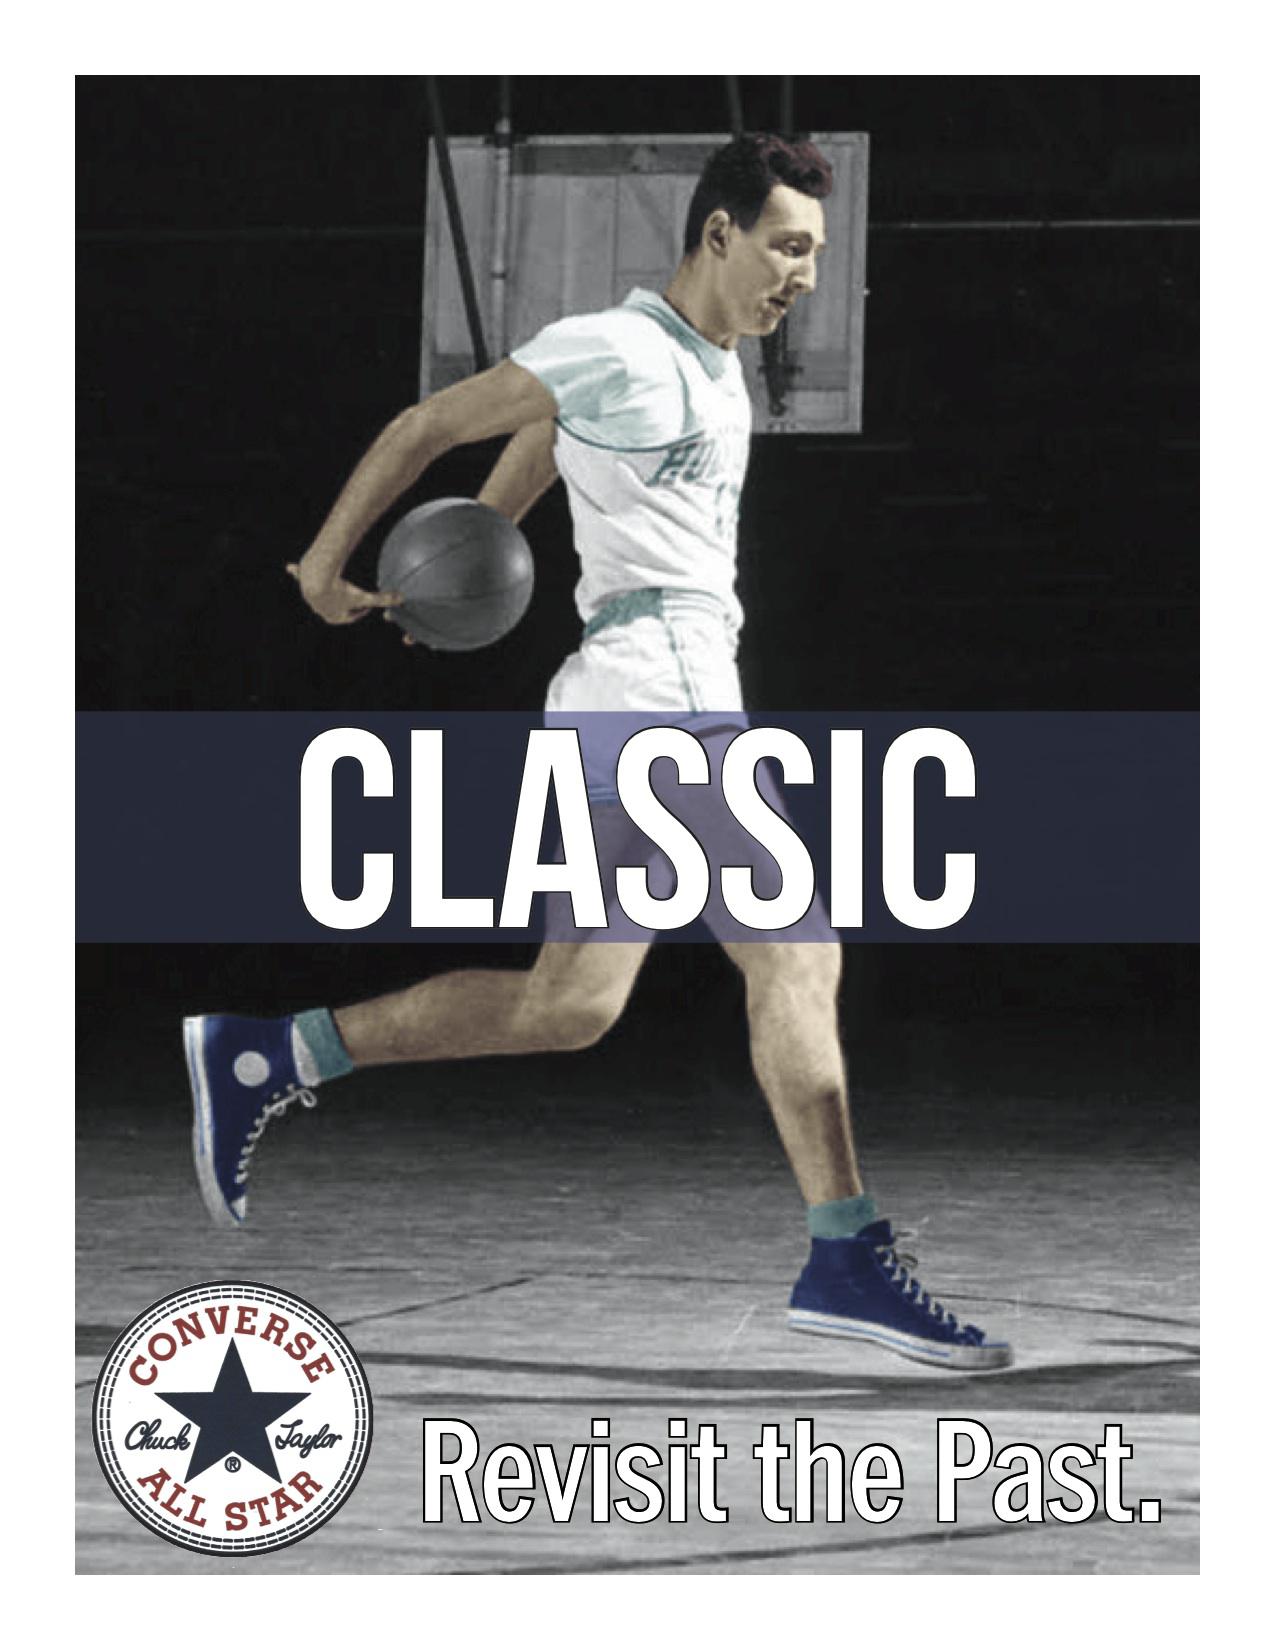 CLASSIC
CONVERSE
Chuck Taylor
®
ALL STAR
Revisit the Past.